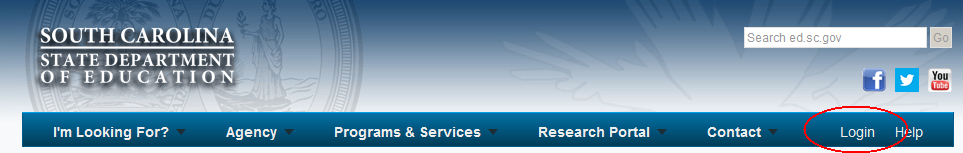 SOUTH CAROLINA
STATE DEPARTMENT
OF EDUCATION
Search ed.sc.gov Go
f You Tube
I'm Looking For? Agency Programs & Services Research Portal Contact Login Help